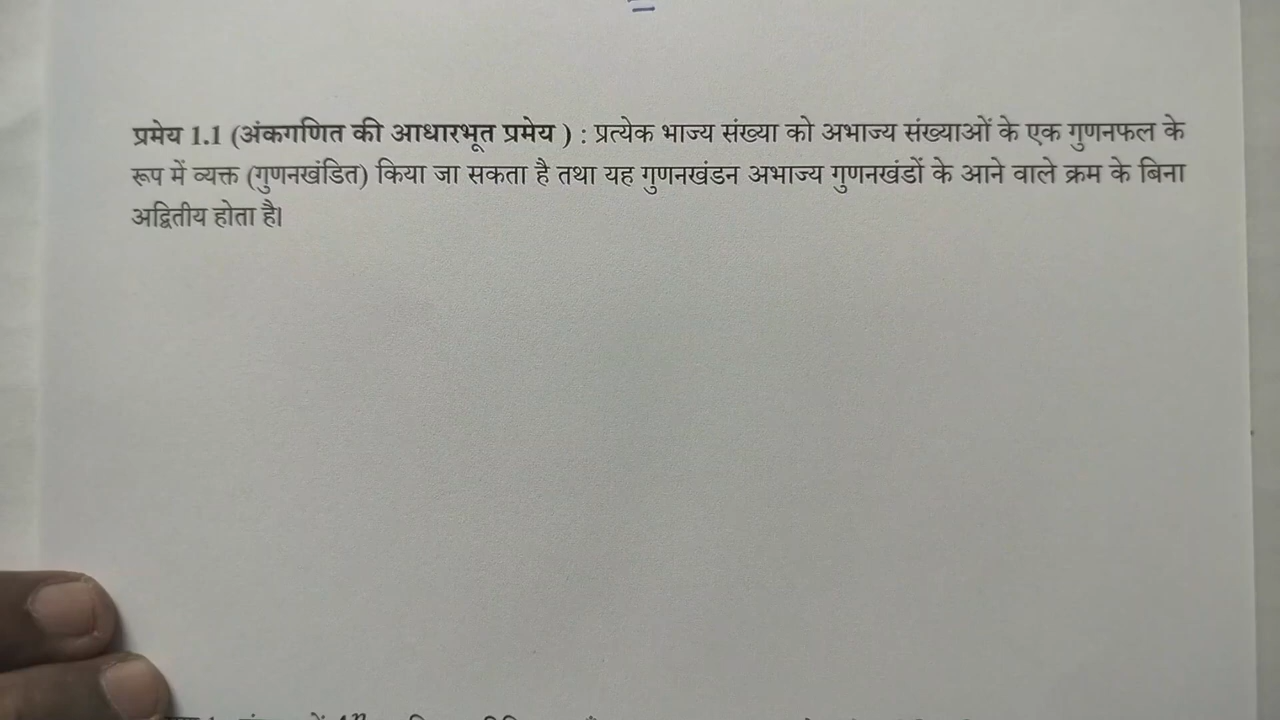 प्रमेय 1.1 (अंकगणित की आधारभूत प्रमेय ) : प्रत्येक भाज्य संख्या को अभाज्य संख्याओं के एक गुणनफल के
रूप में व्यक्त (गुणनखंडित) किया जा सकता है तथा यह गुणनखंडन अभाज्य गुणनखंडों के आने वाले क्रम के बिना
अद्वितीय होता है।